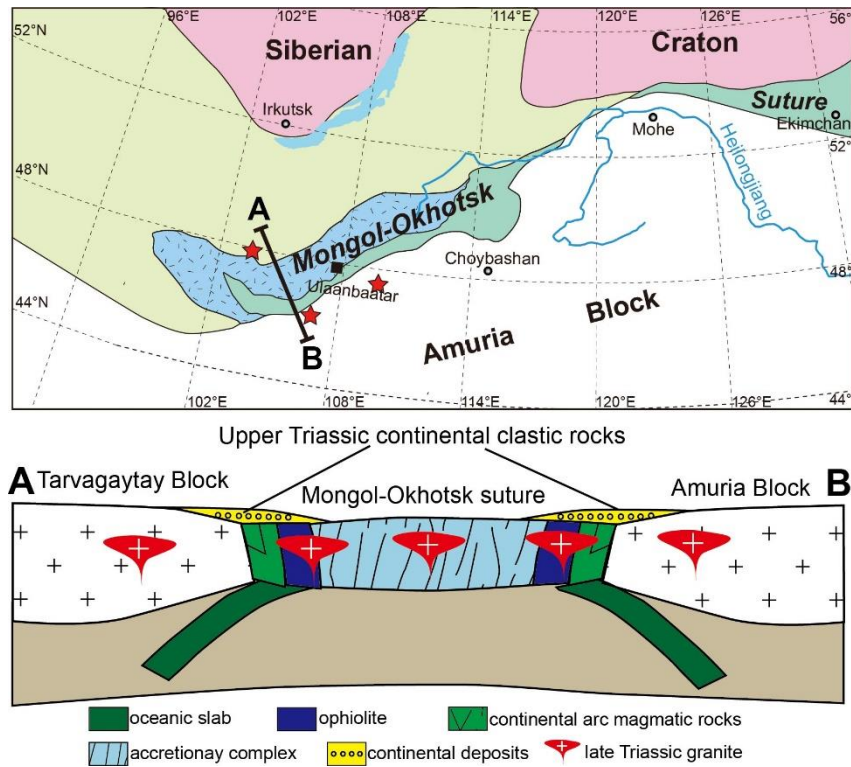 96°E 102°E 108°E 114°E 120°E 126°E 56°
52°N
Siberian Craton
Suture
Irkutsk
Mohe
Ekimchan
52°
48°N
Heilongjiang
A
Mongol-Okhotsk
Choybashan
Ulaanbaatar
48°
44°N
B
Amuria Block
102°E 108°E 114°E 120°E 126°E 44°
Upper Triassic continental clastic rocks
A Tarvagaytay Block Mongol-Okhotsk suture Amuria Block B
oceanic slab ophiolite continental arc magmatic rocks
accretionay complex continental deposits late Triassic granite